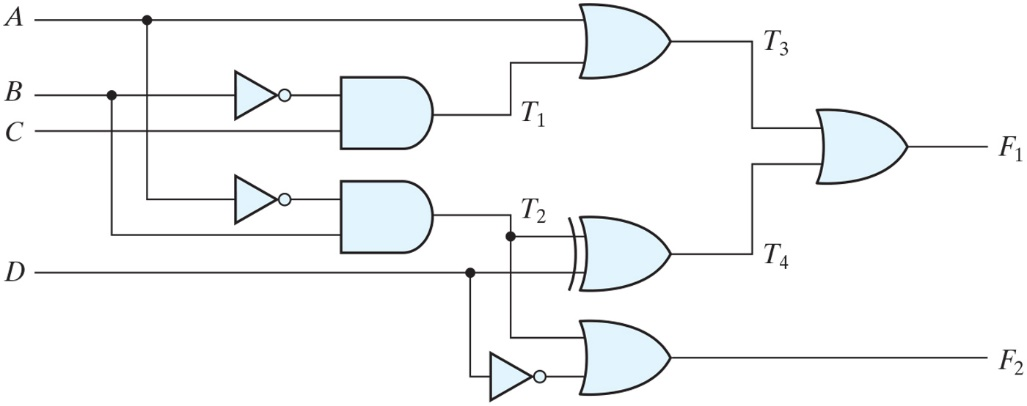 A
T₃
B
T₁
C
F₁
T₂
D
T₄
F₂